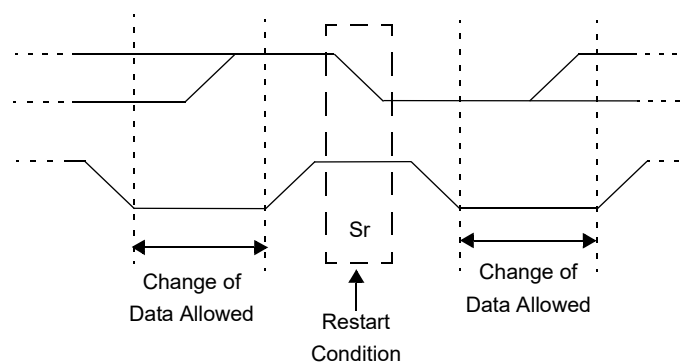 Sr
Change of
Data Allowed
Restart
Condition
Change of
Data Allowed